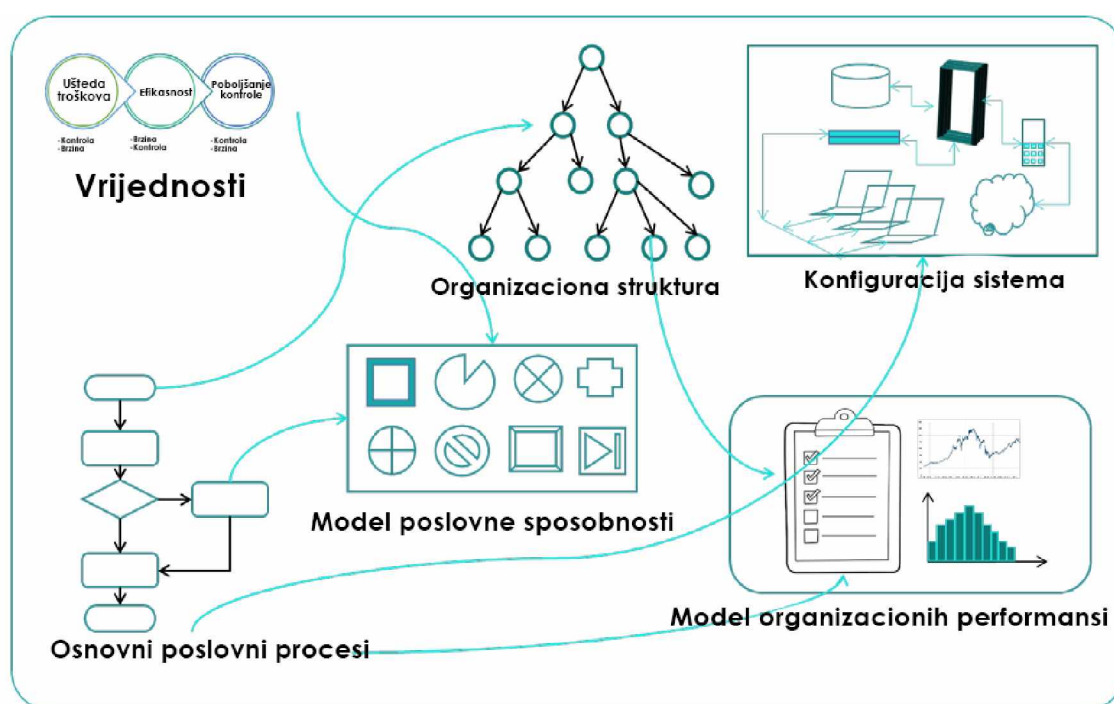 Ušteda
troškova
Efikasnost
Poboljšanje
kontrole
-Kontrola
-Brzina
-Brzina
-Kontrola
-Kontrola
-Brzina
Vrijednosti
Organizaciona struktura
Konfiguracija sistema
Model poslovne sposobnosti
Model organizacionih performansi
Osnovni poslovni procesi